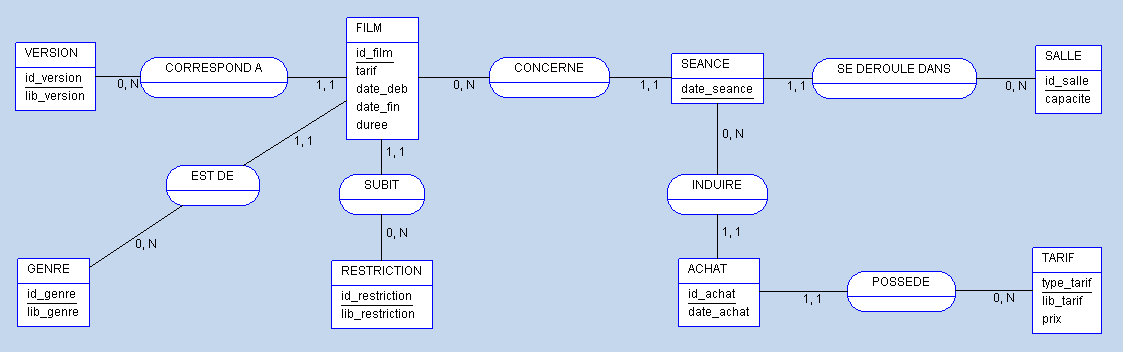 VERSION
id_version
lib_version
0, N
CORRESPOND A
1, 1
FILM
id_film
tarif
date_deb
date_fin
duree
0, N
CONCERNE
1, 1
SEANCE
date_seance
1, 1
SE DEROULE DANS
0, N
SALLE
id_salle
capacite
1, 1
EST DE
0, N
GENRE
id_genre
lib_genre
1, 1
SUBIT
0, N
RESTRICTION
id_restriction
lib_restriction
0, N
INDUIRE
1, 1
ACHAT
id_achat
date_achat
1, 1
POSSEDE
0, N
TARIF
type_tarif
lib_tarif
prix